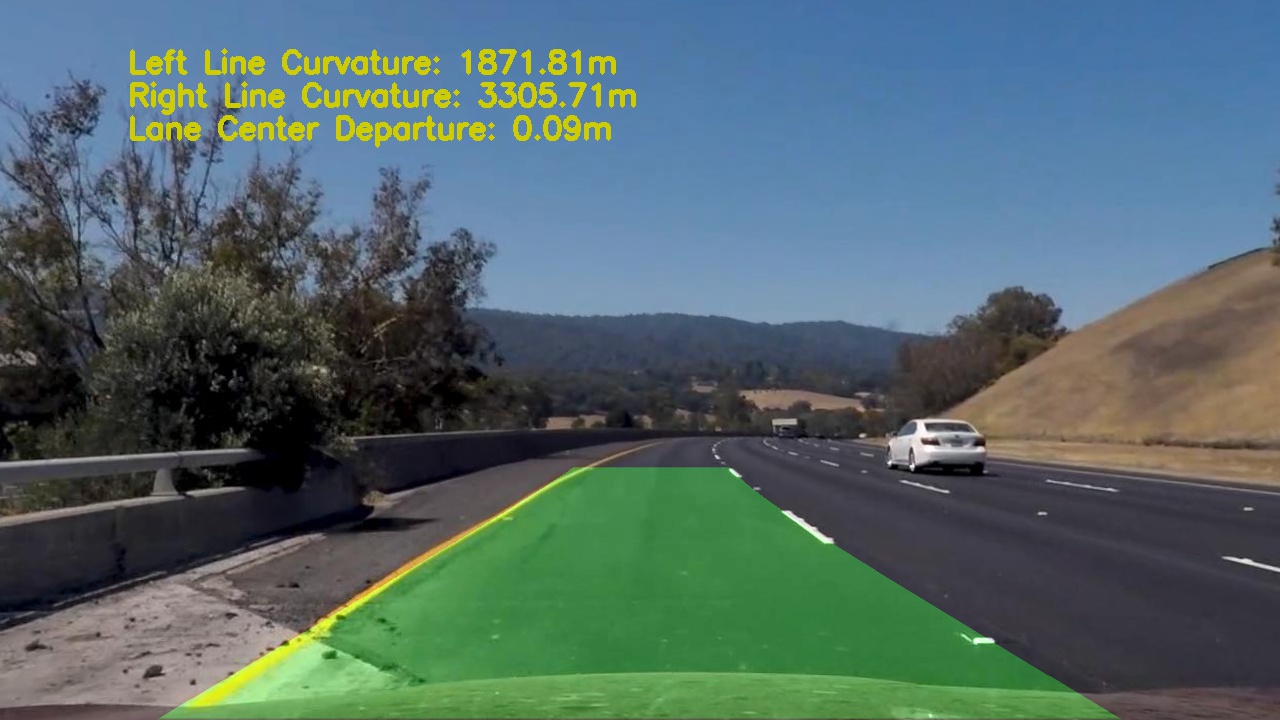 Left Line Curvature: 1871.81m
Right Line Curvature: 3305.71m
Lane Center Departure: 0.09m